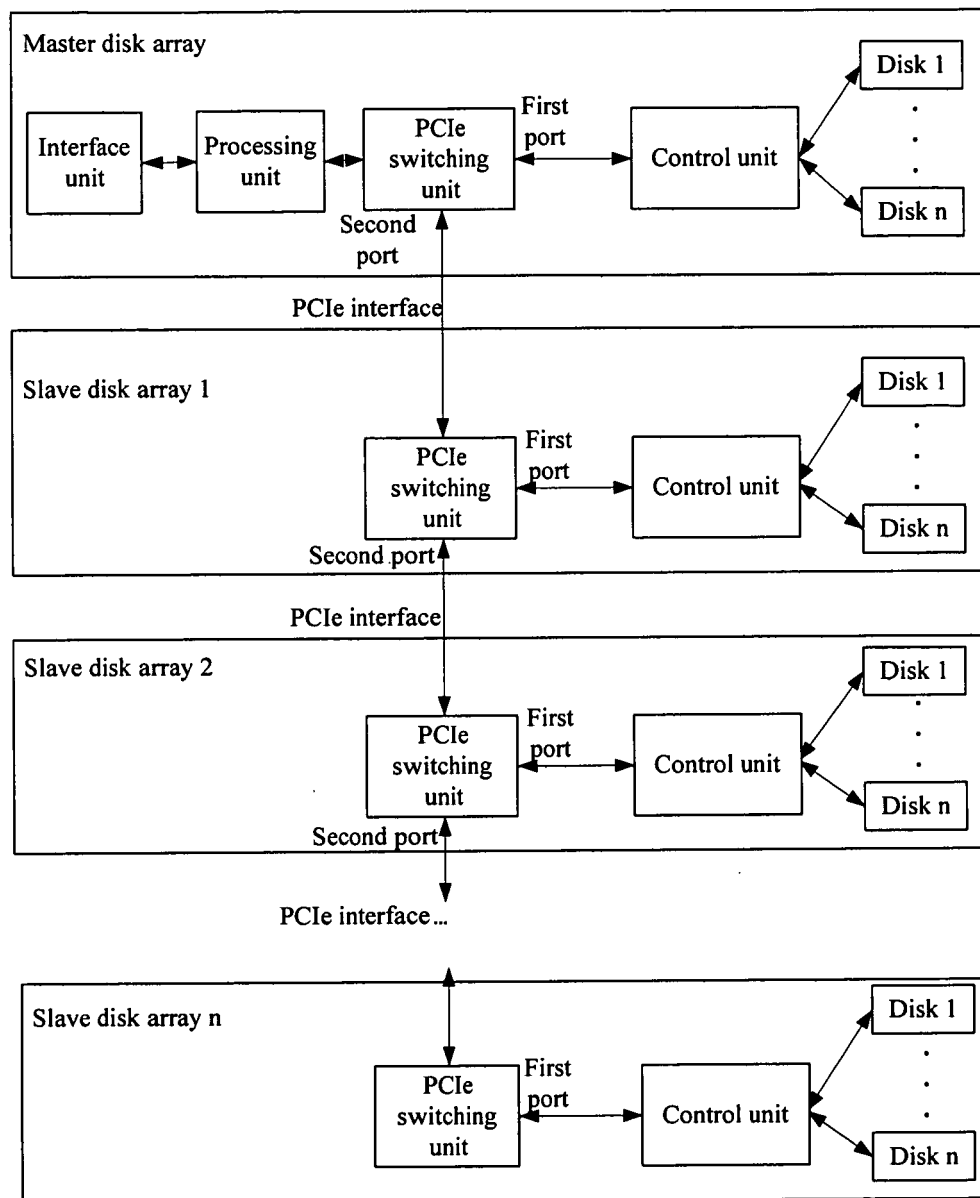 Master disk array
Interface
unit
Processing
unit
PCIe
switching
unit
First
port
Second
port
Control unit
Disk 1
Disk n
PCIe interface
Slave disk array 1
PCIe
switching
unit
First
port
Second port
Control unit
Disk 1
Disk n
PCIe interface
Slave disk array 2
PCIe
switching
unit
First
port
Second port
Control unit
Disk 1
Disk n
PCIe interface...
Slave disk array n
PCIe
switching
unit
First
port
Control unit
Disk 1
Disk n